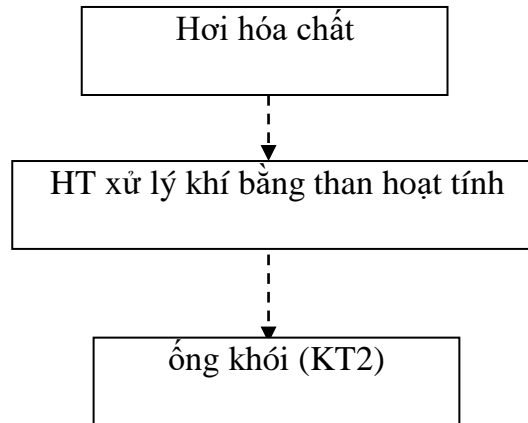 Hơi hóa chất
HT xử lý khí bằng than hoạt tính
ống khói (KT2)